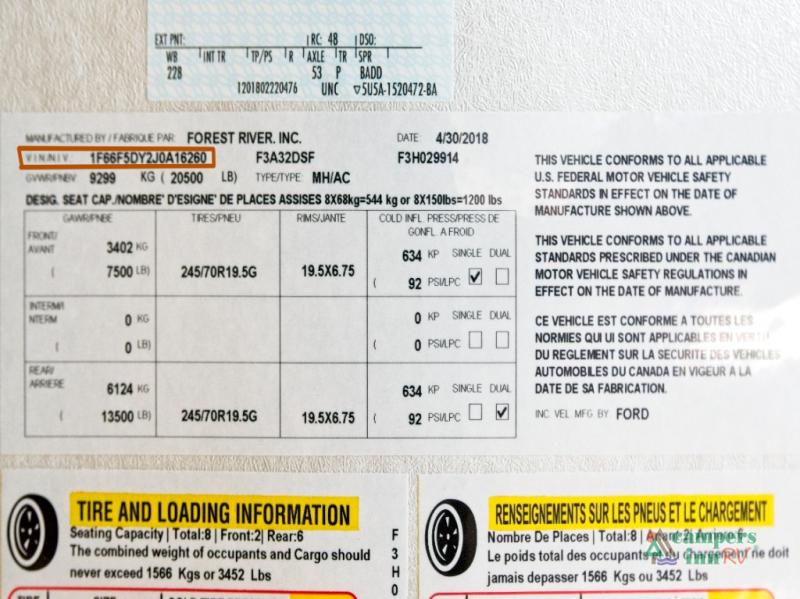 EXT PNT: RC: 48 DSO:
WB INT TR TP/PS R AXLE TR SPR
228 53 P BADD
1201802220476 UNC ▽5U5A-1520472-BA
MANUFACTURED BY / FABRIQUE PAR: FOREST RIVER. INC. DATE: 4/30/2018
V I N./N I V. 1F66F5DY2J0A16260 F3A32DSF F3H029914
GVWR/PNBV 9299 KG ( 20500 LB) TYPE/TYPE: MH/AC
DESIG. SEAT CAP./NOMBRE' D'ESIGNE' DE PLACES ASSISES 8X68kg=544 kg or 8X150lbs=1200 lbs
GAWR/PNBE TIRES/PNEU RIMS/JANTE COLD INFL PRESS/PRESS DE
GONFL. A FROID
FRONT/
AVANT 3402 KG 634 KP SINGLE DUAL
( 7500 LB) 245/70R19.5G 19.5X6.75 ( 92 PSI/LPC ✓
INTERM/I
NTERM 0 KG 0 KP SINGLE DUAL
( 0 LB) ( 0 PSI/LPC
REAR/
ARRIERE 6124 KG 634 KP SINGLE DUAL
( 13500 LB) 245/70R19.5G 19.5X6.75 ( 92 PSI/LPC ✓
THIS VEHICLE CONFORMS TO ALL APPLICABLE
U.S. FEDERAL MOTOR VEHICLE SAFETY
STANDARDS IN EFFECT ON THE DATE OF
MANUFACTURE SHOWN ABOVE.
THIS VEHICLE CONFORMS TO ALL APPLICABLE
STANDARDS PRESCRIBED UNDER THE CANADIAN
MOTOR VEHICLE SAFETY REGULATIONS IN
EFFECT ON THE DATE OF MANUFACTURE.
CE VEHICLE EST CONFORME A TOUTES LES
NORMIES QUI UI SONT APPLICABLES EN VERTU
DU REGLEMENT SUR LA SECURITE DES VEHICLES
AUTOMOBILES DU CANADA EN VIGEUR A LA
DATE DE SA FABRICATION.
INC. VEL. MFG BY FORD
TIRE AND LOADING INFORMATION
Seating Capacity | Total:8 | Front:2 | Rear:6
The combined weight of occupants and Cargo should
never exceed 1566 Kgs or 3452 Lbs
F3H0
RENSEIGNEMENTS SUR LES PNEUS ET LE CHARGEMENT
Nombre De Places | Total:8 |
Le poids total des occupants et du chargement ne doit
jamais depasser 1566 Kgs ou 3452 Lbs
campers
inn RV